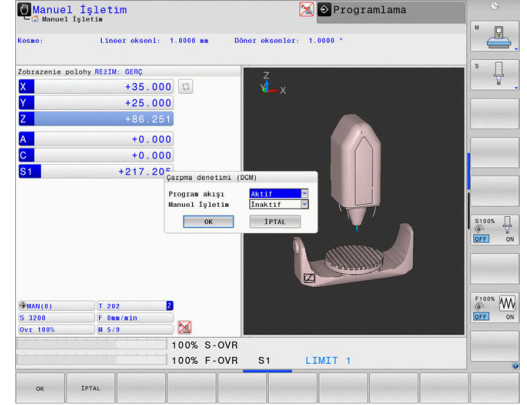 Manuel İşletim
Manuel İşletim
Programlama
Kesme: Lineer eksenl: 1.0000 mm Döner eksenler: 1.0000 °
Zobrazenie polohy REŽIM: GERÇ
X +35.000
Y +25.000
Z +86.251
A +0.000
C +0.000
S1 +217.205
Z
Y
X
Çarpma denetimi (DCM)
Program akışı Aktif
Manuel İşletim İnaktif
OK İPTAL
MAN(0) T 202 Z
S 3200 F 0mm/min
Ovr 100% M 5/9
100% S-OVR
100% F-OVR S1 LIMIT 1
OK İPTAL
M
S
S100%
OFF ON
F100%
OFF ON